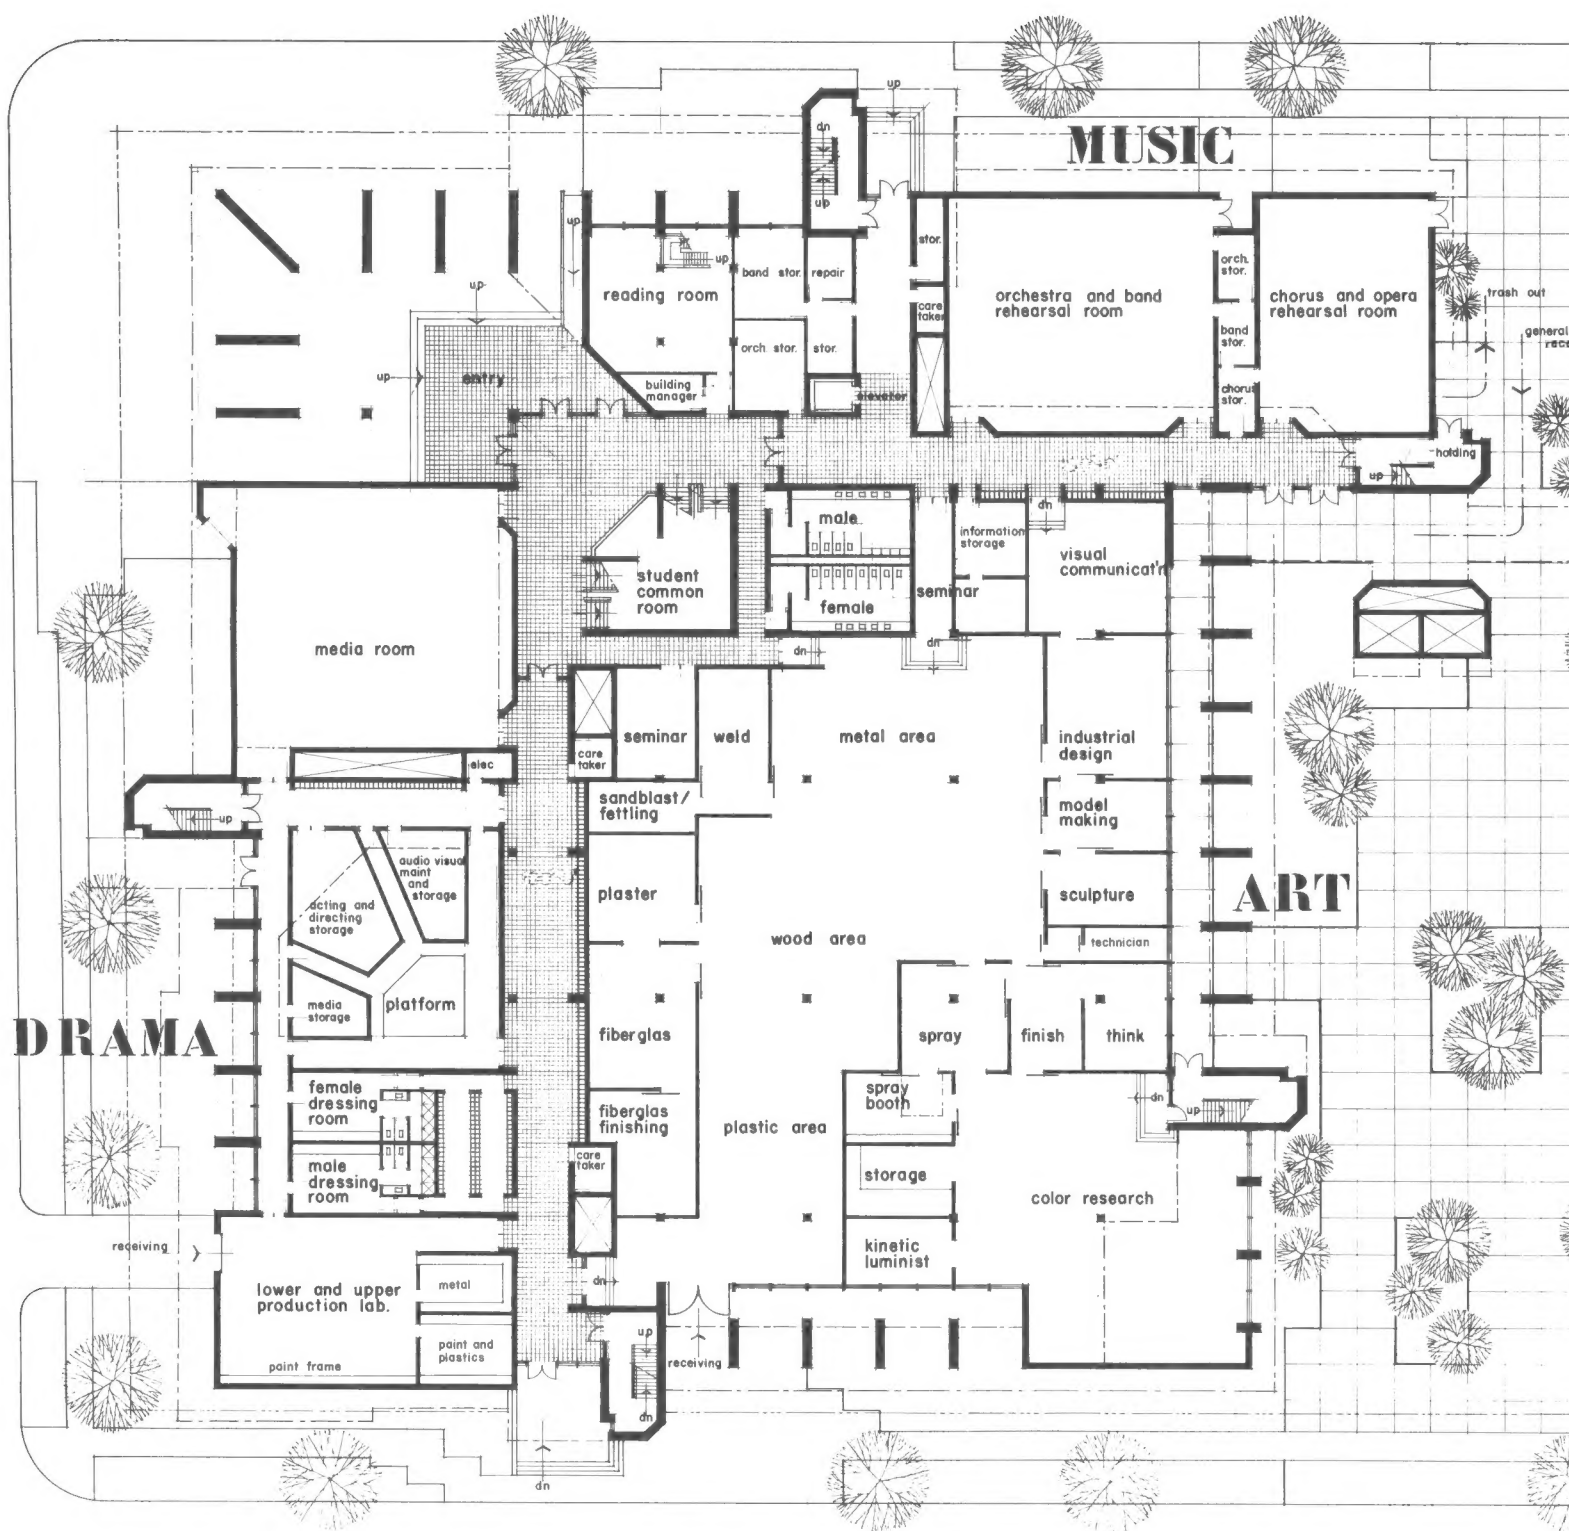 up
MUSIC
dn
up
up
stor.
up
band stor.
repair
orch.
stor.
reading room
orchestra and band
rehearsal room
chorus and opera
rehearsal room
trash out
up
care
taker
general
band
stor.
orch. stor.
stor.
up
entry
building
manager
elevator
chorus
stor.
holding
up
dn
male
information
storage
visual
communicat'n
student
common
room
seminar
female
media room
dn
dn
seminar
weld
metal area
industrial
design
care
taker
elec
sandblast/
fettling
model
making
up
audio visual
maint
and
storage
plaster
sculpture
ART
acting and
directing
storage
wood area
technician
media
storage
platform
DRAMA
fiberglas
spray
finish
think
female
dressing
room
spray
booth
dn
up
fiberglas
finishing
plastic area
male
dressing
room
care
taker
storage
color research
receiving
kinetic
luminist
lower and upper
production lab.
metal
dn
up
paint and
plastics
paint frame
receiving
dn
dn